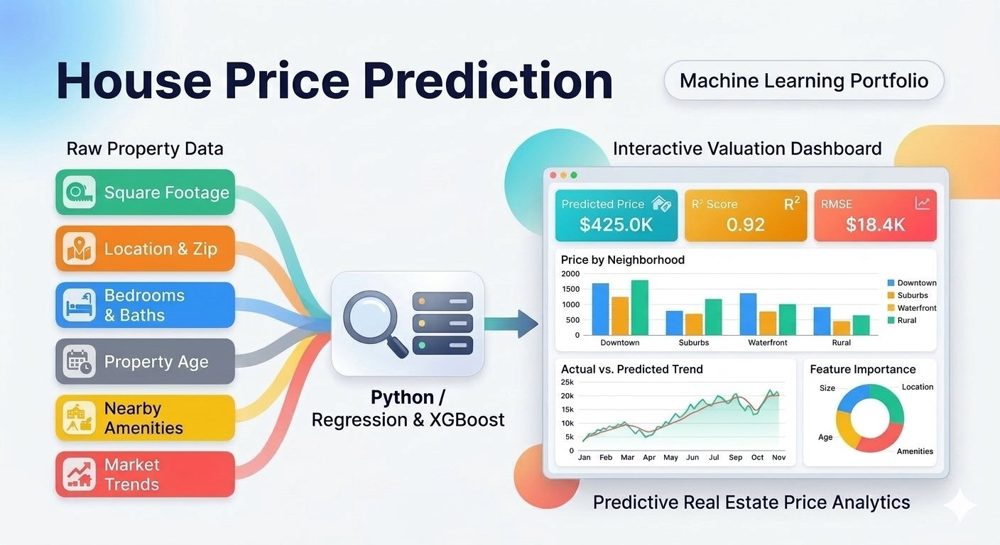 House Price Prediction
Machine Learning Portfolio
Raw Property Data
Square Footage
Location & Zip
Bedrooms
& Baths
Property Age
Nearby
Amenities
Market
Trends
Python /
Regression & XGBoost
Interactive Valuation Dashboard
Predicted Price
$425.0K
R² Score
R²
0.92
RMSE
$18.4K
Price by Neighborhood
2000
1500
1000
500
0
Downtown
Suburbs
Waterfront
Rural
Downtown
Suburbs
Waterfront
Rural
Actual vs. Predicted Trend
25k
20k
15k
10k
5k
0
Jan Feb Mar Apr May Jun Jul Sep Oct Nov
Feature Importance
Size
Location
Age
Amenities
Predictive Real Estate Price Analytics